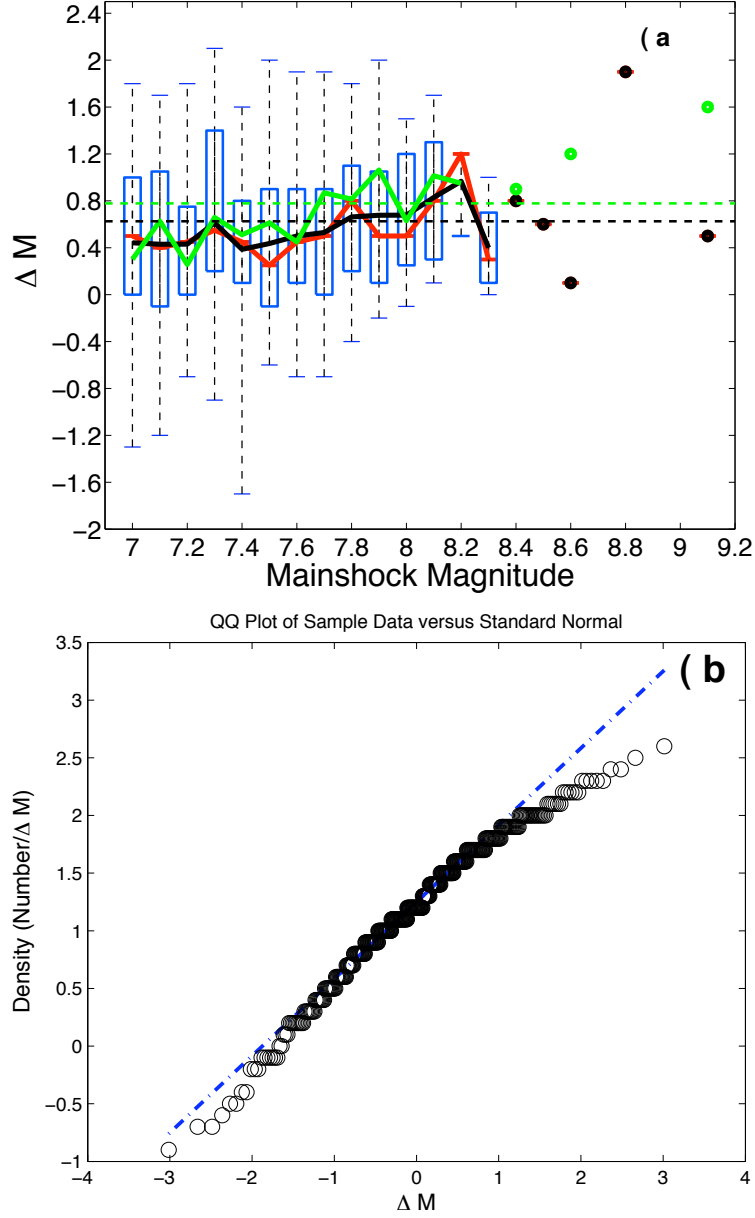 ( a
2.4
2
1.6
1.2
0.8
0.4
0
−0.4
−0.8
−1.2
−1.6
−2
Δ M
7 7.2 7.4 7.6 7.8 8 8.2 8.4 8.6 8.8 9 9.2
Mainshock Magnitude
QQ Plot of Sample Data versus Standard Normal
( b
3.5
3
2.5
2
1.5
1
0.5
0
−0.5
−1
Density (Number/Δ M)
−4 −3 −2 −1 0 1 2 3 4
Δ M